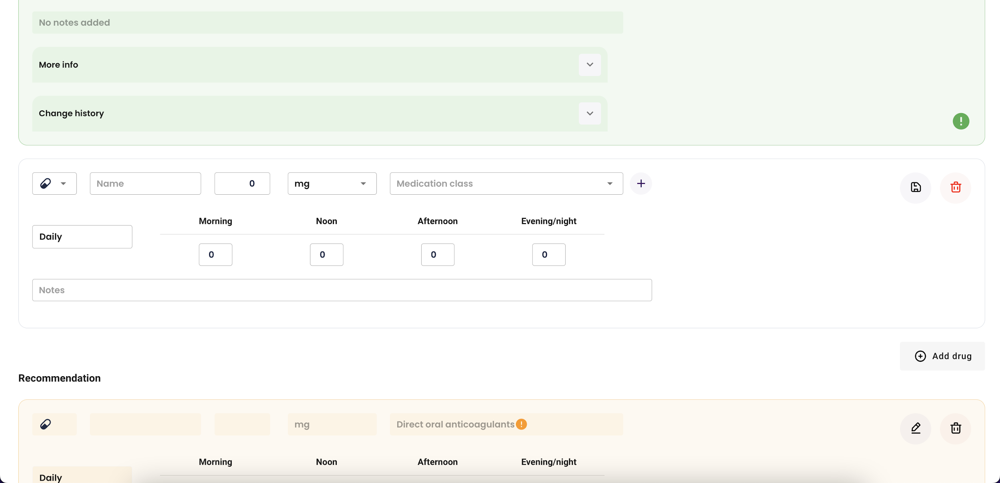 No notes added
More info
Change history
Name 0 mg Medication class
Morning Noon Afternoon Evening/night
Daily
0 0 0 0
Notes
Add drug
Recommendation
mg Direct oral anticoagulants
Morning Noon Afternoon Evening/night
Daily